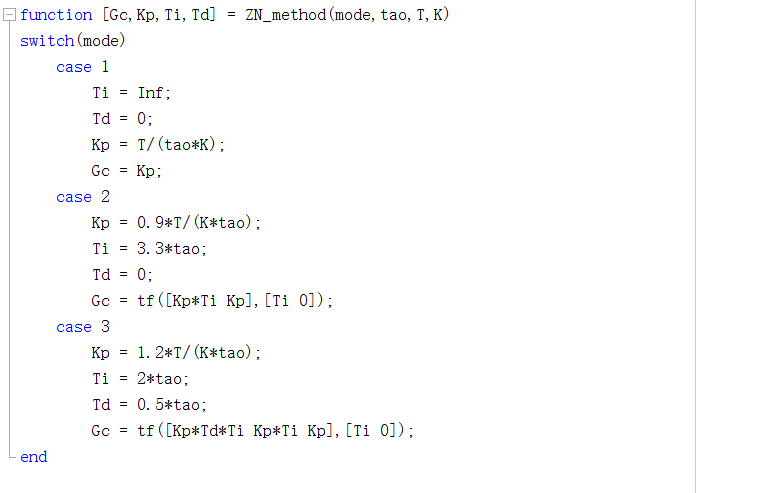 function [Gc,Kp,Ti,Td] = ZN_method(mode,tao,T,K)
switch(mode)
    case 1
        Ti = Inf;
        Td = 0;
        Kp = T/(tao*K);
        Gc = Kp;
    case 2
        Kp = 0.9*T/(K*tao);
        Ti = 3.3*tao;
        Td = 0;
        Gc = tf([Kp*Ti Kp],[Ti 0]);
    case 3
        Kp = 1.2*T/(K*tao);
        Ti = 2*tao;
        Td = 0.5*tao;
        Gc = tf([Kp*Td*Ti Kp*Ti Kp],[Ti 0]);
end